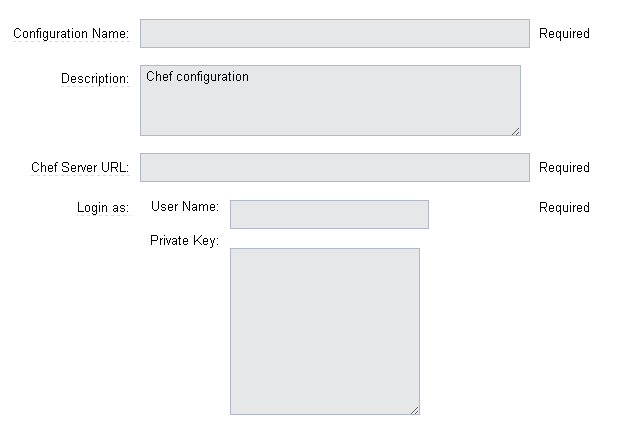 Configuration Name: Required
Description: Chef configuration
Chef Server URL: Required
Login as: User Name: Required
Private Key: